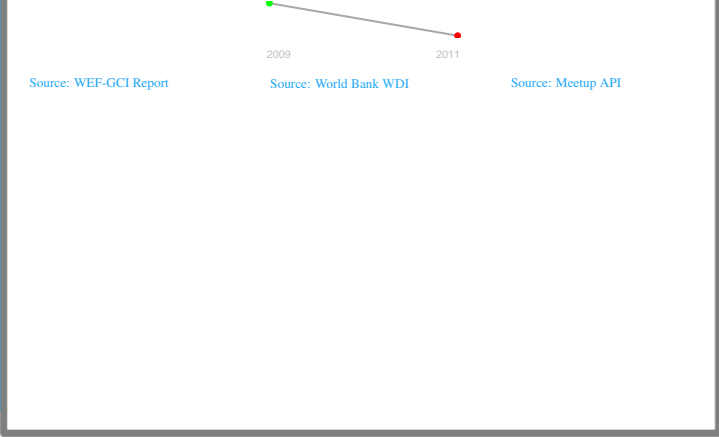 2009 2011
Source: WEF-GCI Report
Source: World Bank WDI
Source: Meetup API